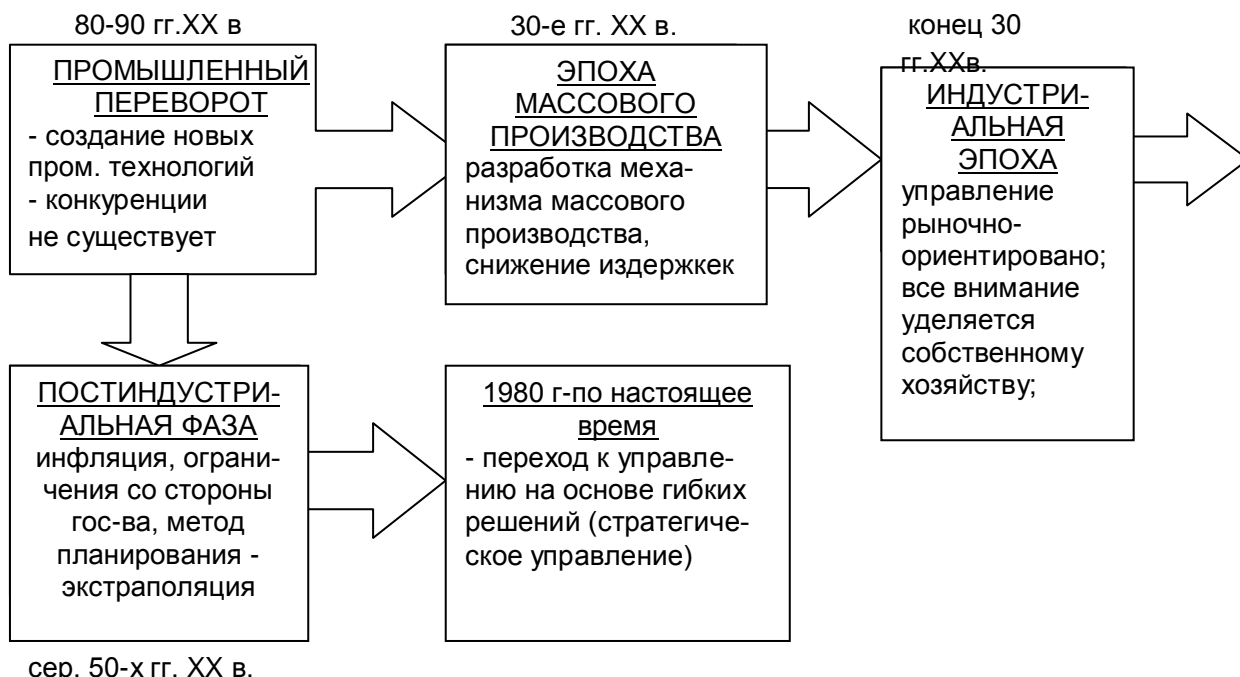 80-90 гг.XX в
ПРОМЫШЛЕННЫЙ
ПЕРЕВОРОТ
- создание новых
пром. технологий
- конкуренции
не существует
30-е гг. XX в.
ЭПОХА
МАССОВОГО
ПРОИЗВОДСТВА
разработка меха-
низма массового
производства,
снижение издержкек
конец 30
гг.XXв.
ИНДУСТРИ-
АЛЬНАЯ
ЭПОХА
управление
рыночно-
ориентировано;
все внимание
уделяется
собственному
хозяйству;
ПОСТИНДУСТРИ-
АЛЬНАЯ ФАЗА
инфляция, ограни-
чения со стороны
гос-ва, метод
планирования -
экстраполяция
сер. 50-х гг. XX в.
1980 г-по настоящее
время
- переход к управле-
нию на основе гибких
решений (стратегиче-
ское управление)